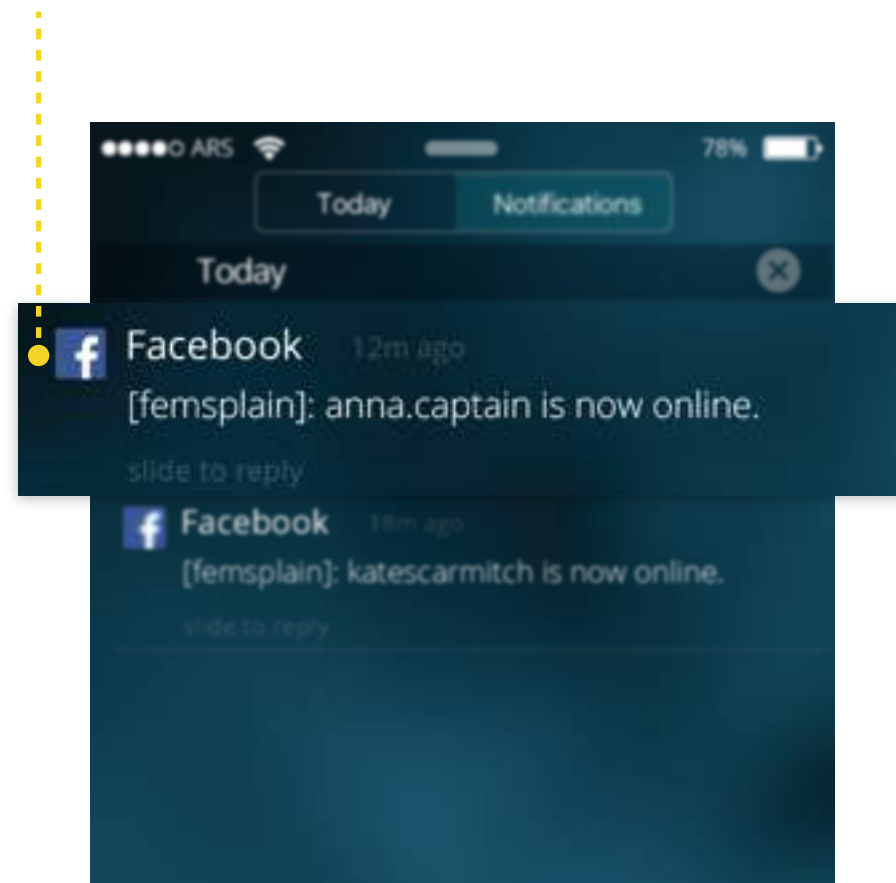 ARS 78%
Today Notifications
Today
Facebook 12m ago
[femsplain]: anna.captain is now online.
slide to reply
Facebook 18m ago
[femsplain]: katescarmitch is now online.
slide to reply